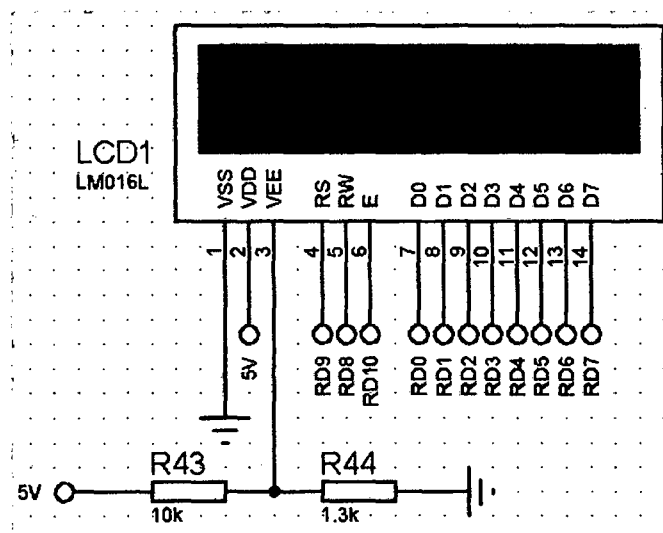 LCD1
LM016L
VSS VDD VEE RS RW E D0 D1 D2 D3 D4 D5 D6 D7
1 2 3 4 5 6 7 8 9 10 11 12 13 14
5V RD9 RD8 RD10 RD0 RD1 RD2 RD3 RD4 RD5 RD6 RD7
R43 R44
5V
10k 1.3k